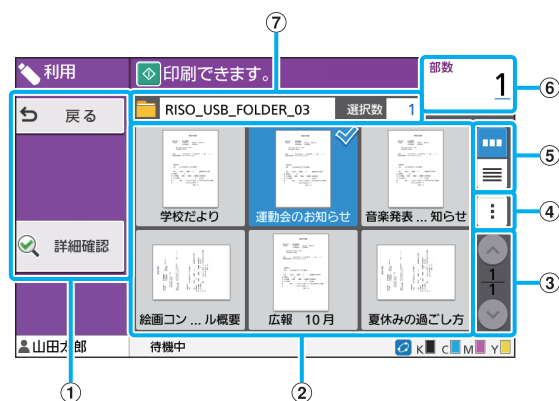 ⑦
利用
印刷できます。
部数
1
⑥
戻る
RISO_USB_FOLDER_03
選択数 1
⑤
学校だより
運動会のお知らせ
音楽発表 ... 知らせ
④
詳細確認
1
1
③
絵画コン ... ル概要
広報 10月
夏休みの過ごし方
山田太郎
待機中
K C M Y
①
②